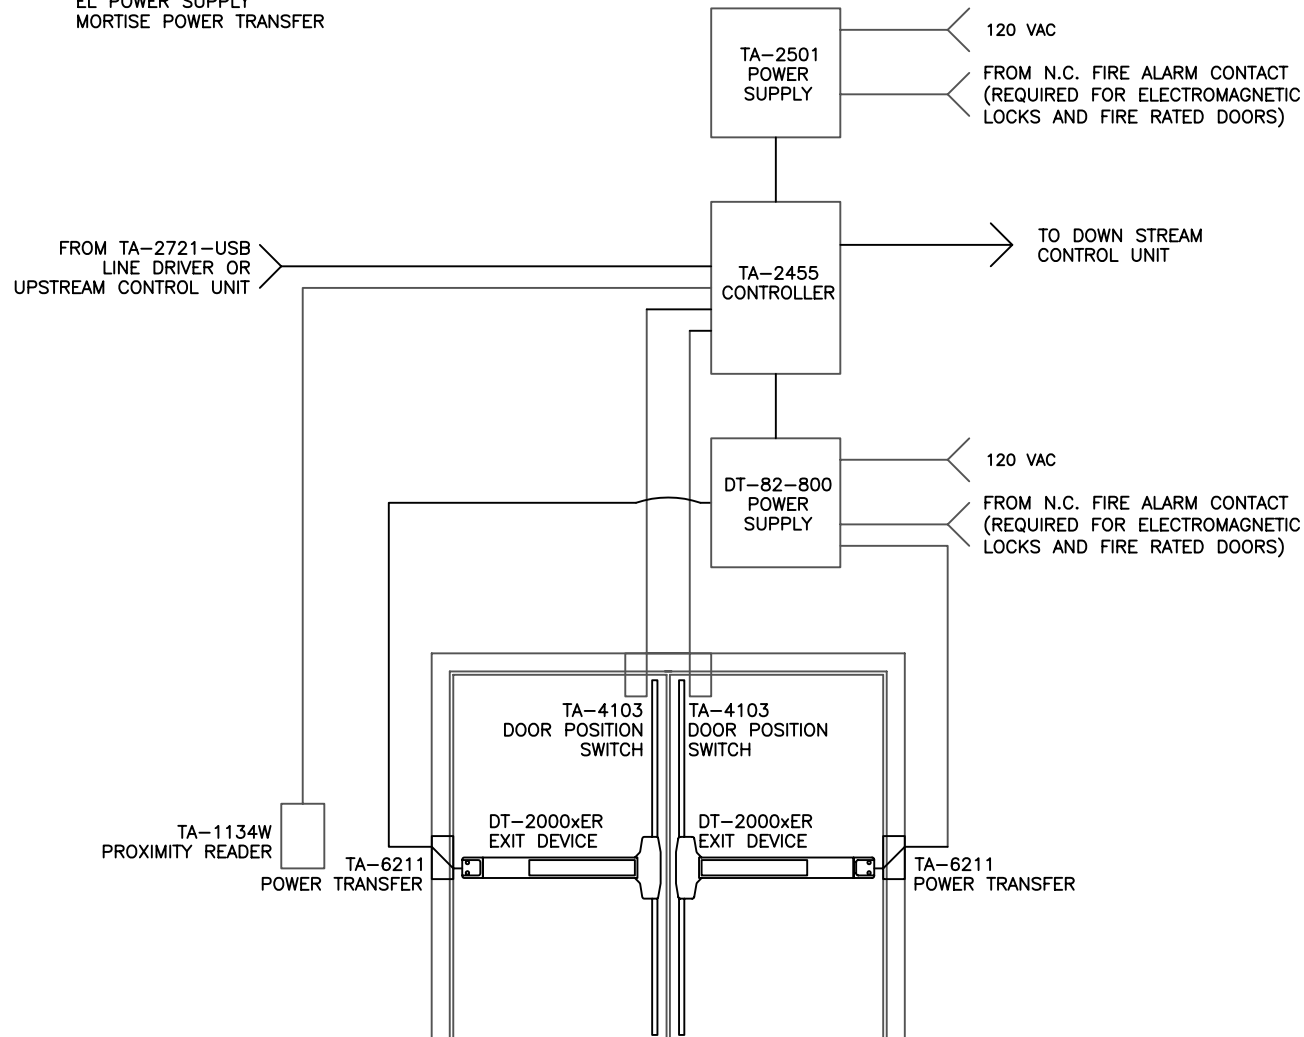 EL POWER SUPPLY
MORTISE POWER TRANSFER
TA-2501
POWER
SUPPLY
120 VAC
FROM N.C. FIRE ALARM CONTACT
(REQUIRED FOR ELECTROMAGNETIC
LOCKS AND FIRE RATED DOORS)
FROM TA-2721-USB
LINE DRIVER OR
UPSTREAM CONTROL UNIT
TA-2455
CONTROLLER
TO DOWN STREAM
CONTROL UNIT
DT-82-800
POWER
SUPPLY
120 VAC
FROM N.C. FIRE ALARM CONTACT
(REQUIRED FOR ELECTROMAGNETIC
LOCKS AND FIRE RATED DOORS)
TA-4103
DOOR POSITION
SWITCH
TA-4103
DOOR POSITION
SWITCH
TA-1134W
PROXIMITY READER
DT-2000xER
EXIT DEVICE
DT-2000xER
EXIT DEVICE
TA-6211
POWER TRANSFER
TA-6211
POWER TRANSFER